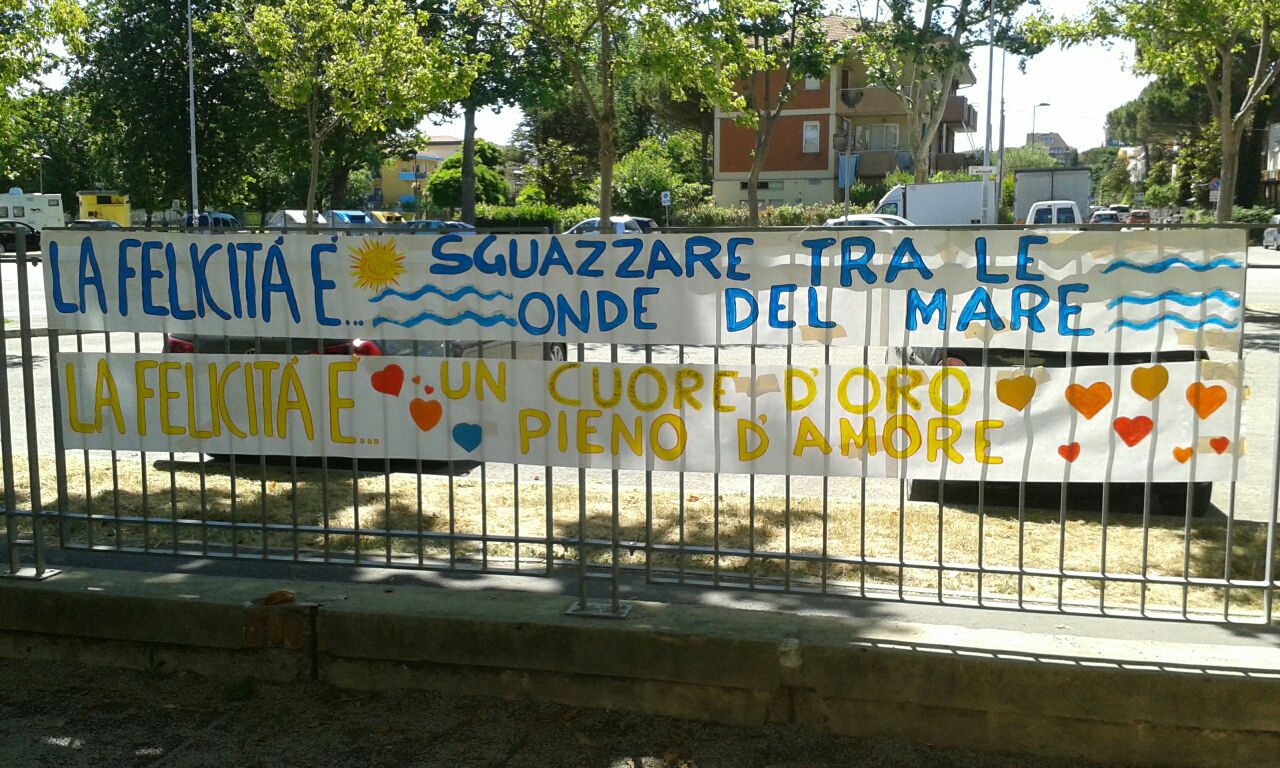 LA FELICITÁ É... SGUAZZARE TRA LE
ONDE DEL MARE
LA FELICITÁ É... UN CUORE D'ORO
PIENO D'AMORE